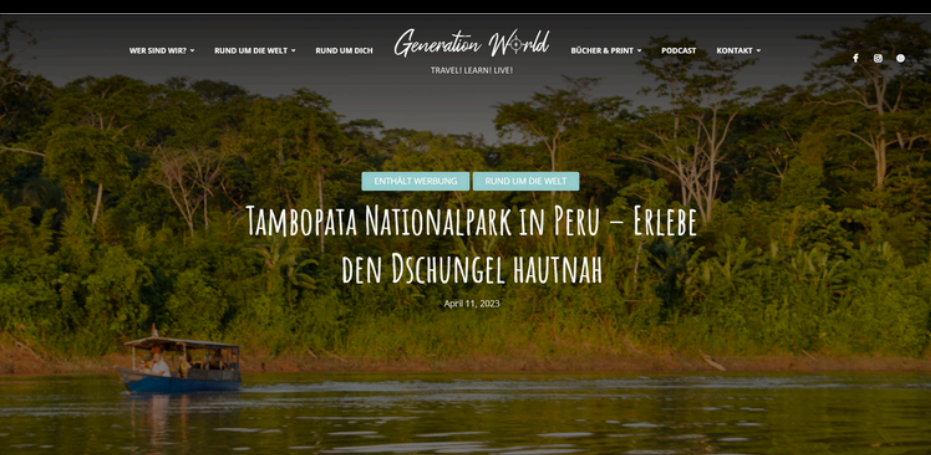 WER SIND WIR?
RUND UM DIE WELT
RUND UM DICH
Generation World
TRAVEL! LEARN! LIVE!
BÜCHER & PRINT
PODCAST
KONTAKT
ENTHÄLT WERBUNG
RUND UM DIE WELT
TAMBOPATA NATIONALPARK IN PERU – ERLEBE
DEN DSCHUNGEL HAUTNAH
April 11, 2023